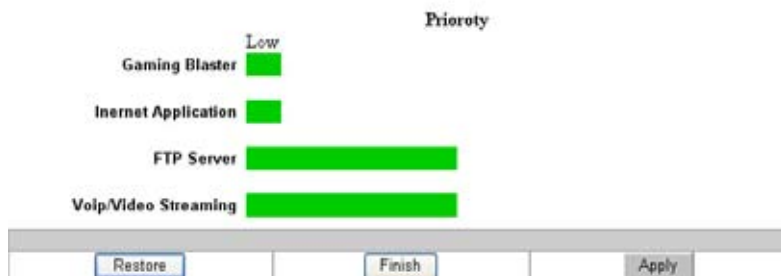 Prioroty
Low
Gaming Blaster
Inernet Application
FTP Server
Voip/Video Streaming
Restore Finish Apply